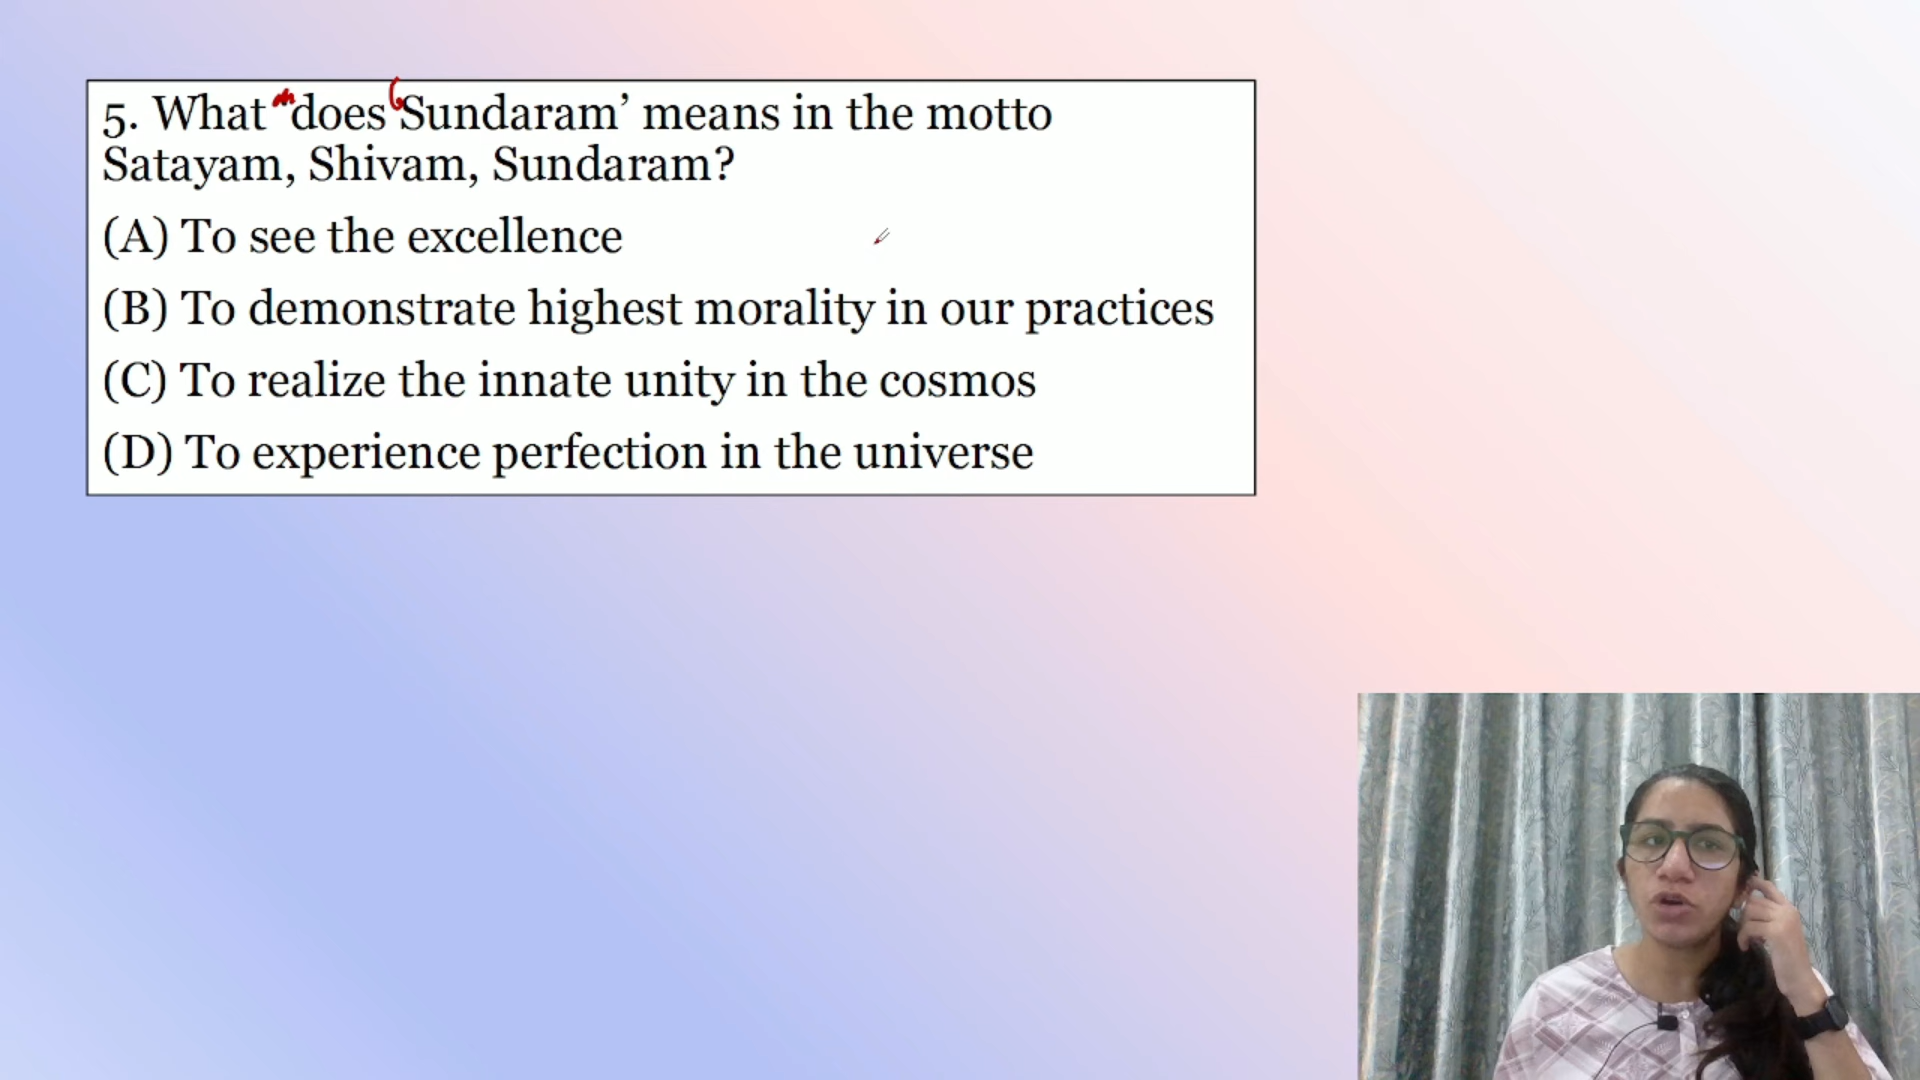 5. What does ‘Sundaram’ means in the motto
Satayam, Shivam, Sundaram?
(A) To see the excellence
(B) To demonstrate highest morality in our practices
(C) To realize the innate unity in the cosmos
(D) To experience perfection in the universe